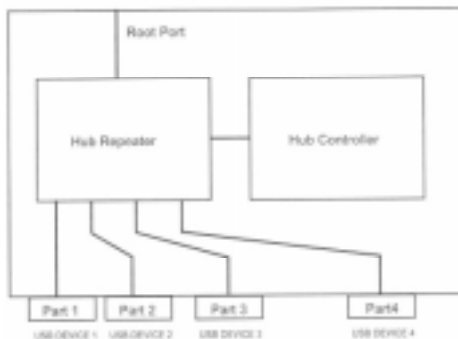 Root Port
Hub Repeater
Hub Controller
Part 1
Part 2
Part 3
Part4
USB DEVICE 1
USB DEVICE 2
USB DEVICE 3
USB DEVICE 4